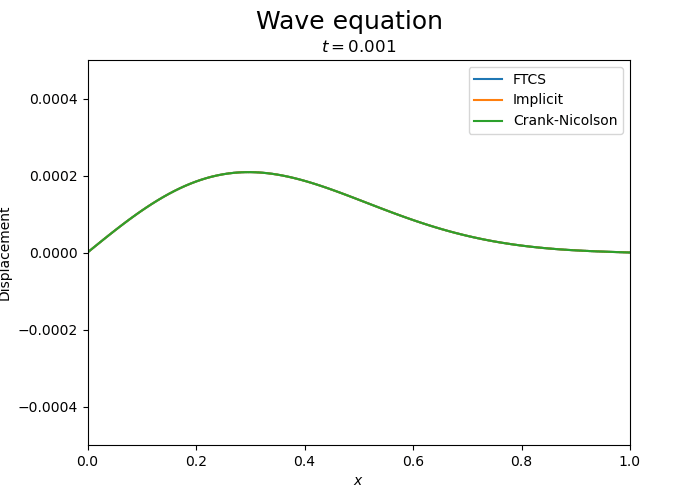 Wave equation
t = 0.001
FTCS
Implicit
Crank-Nicolson
Displacement
0.0004
0.0002
0.0000
−0.0002
−0.0004
0.0 0.2 0.4 0.6 0.8 1.0
x